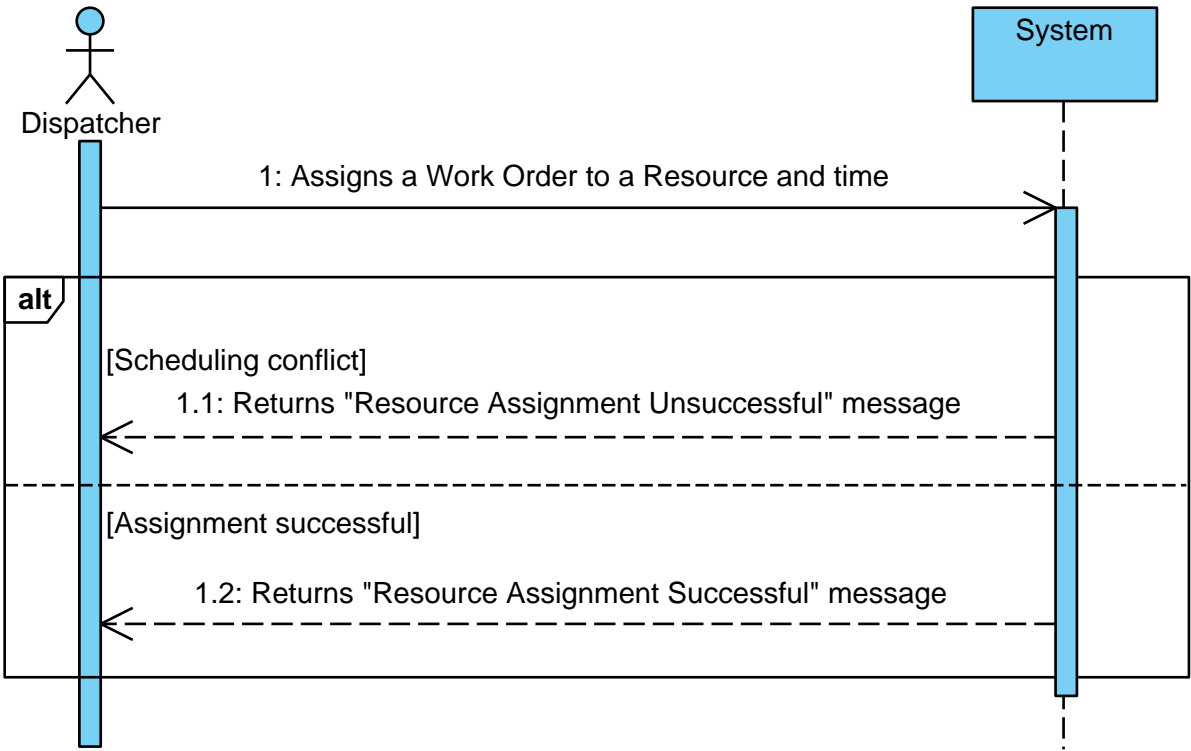 System
Dispatcher
1: Assigns a Work Order to a Resource and time
alt
[Scheduling conflict]
1.1: Returns "Resource Assignment Unsuccessful" message
[Assignment successful]
1.2: Returns "Resource Assignment Successful" message